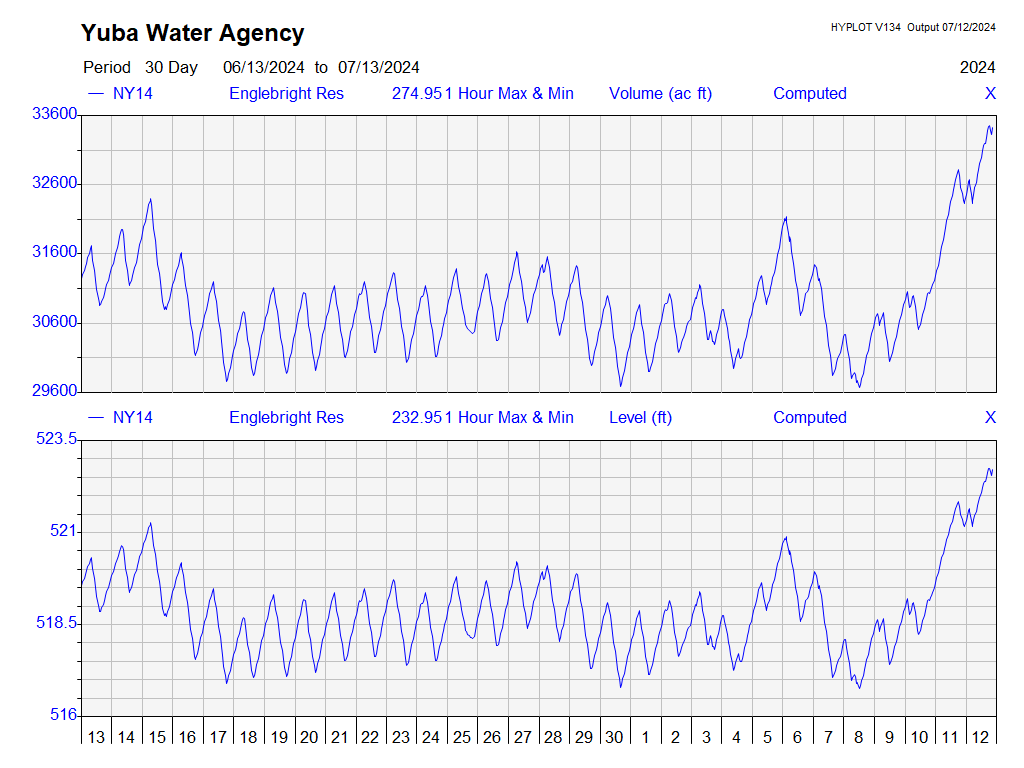 Yuba Water Agency
HYPLOT V134 Output 07/12/2024
Period 30 Day 06/13/2024 to 07/13/2024 2024
NY14 Englebright Res 274.951 Hour Max & Min Volume (ac ft) Computed X
33600
32600
31600
30600
29600
NY14 Englebright Res 232.951 Hour Max & Min Level (ft) Computed X
523.5
521
518.5
516
13 14 15 16 17 18 19 20 21 22 23 24 25 26 27 28 29 30 1 2 3 4 5 6 7 8 9 10 11 12